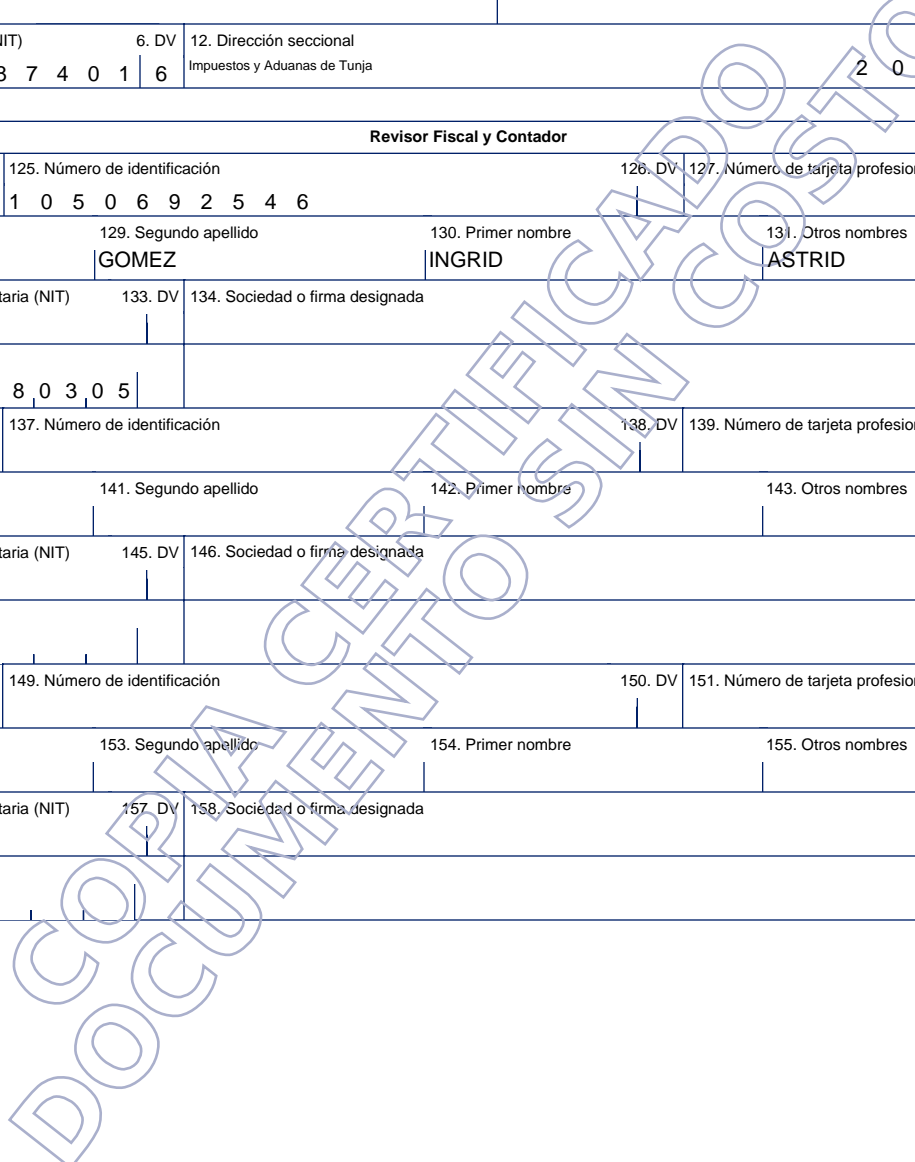 NIT) 6. DV 12. Dirección seccional
8 7 4 0 1 6 Impuestos y Aduanas de Tunja 2 0
Revisor Fiscal y Contador
125. Número de identificación 126. DV 127. Número de tarjeta profesion
1 0 5 0 6 9 2 5 4 6
129. Segundo apellido 130. Primer nombre 131. Otros nombres
GOMEZ INGRID ASTRID
taria (NIT) 133. DV 134. Sociedad o firma designada
8 0 3 0 5
137. Número de identificación 138. DV 139. Número de tarjeta profesion
141. Segundo apellido 142. Primer nombre 143. Otros nombres
taria (NIT) 145. DV 146. Sociedad o firma designada
149. Número de identificación 150. DV 151. Número de tarjeta profesion
153. Segundo apellido 154. Primer nombre 155. Otros nombres
taria (NIT) 157. DV 158. Sociedad o firma designada
COPIA CERTIFICADO
DOCUMENTO SIN COSTO